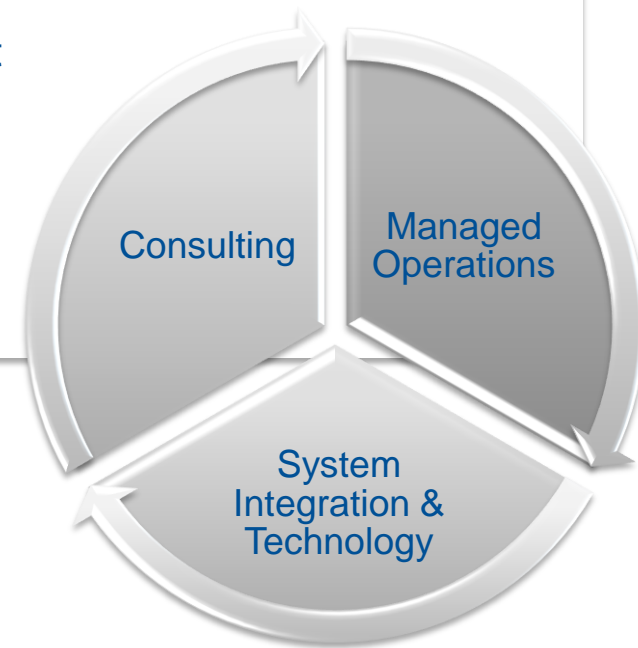 Consulting
Managed
Operations
System
Integration &
Technology